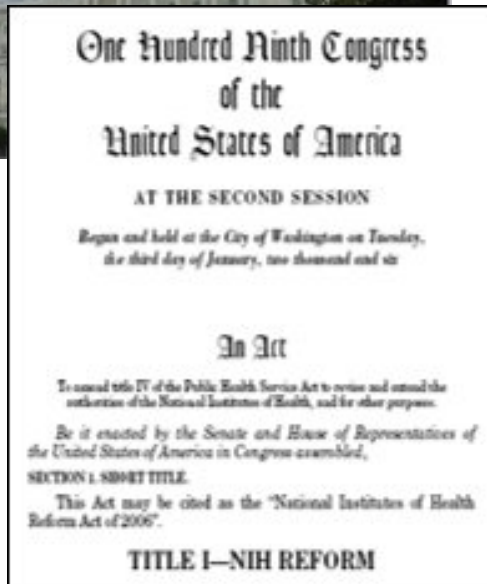 One Hundred Ninth Congress
of the
United States of America
AT THE SECOND SESSION
Begun and held at the City of Washington on Tuesday,
the third day of January, two thousand and six
An Act
To amend title IV of the Public Health Service Act to revise and extend the
authorities of the National Institutes of Health, and for other purposes.
Be it enacted by the Senate and House of Representatives of
the United States of America in Congress assembled,
SECTION 1. SHORT TITLE.
This Act may be cited as the “National Institutes of Health
Reform Act of 2006”.
TITLE I—NIH REFORM